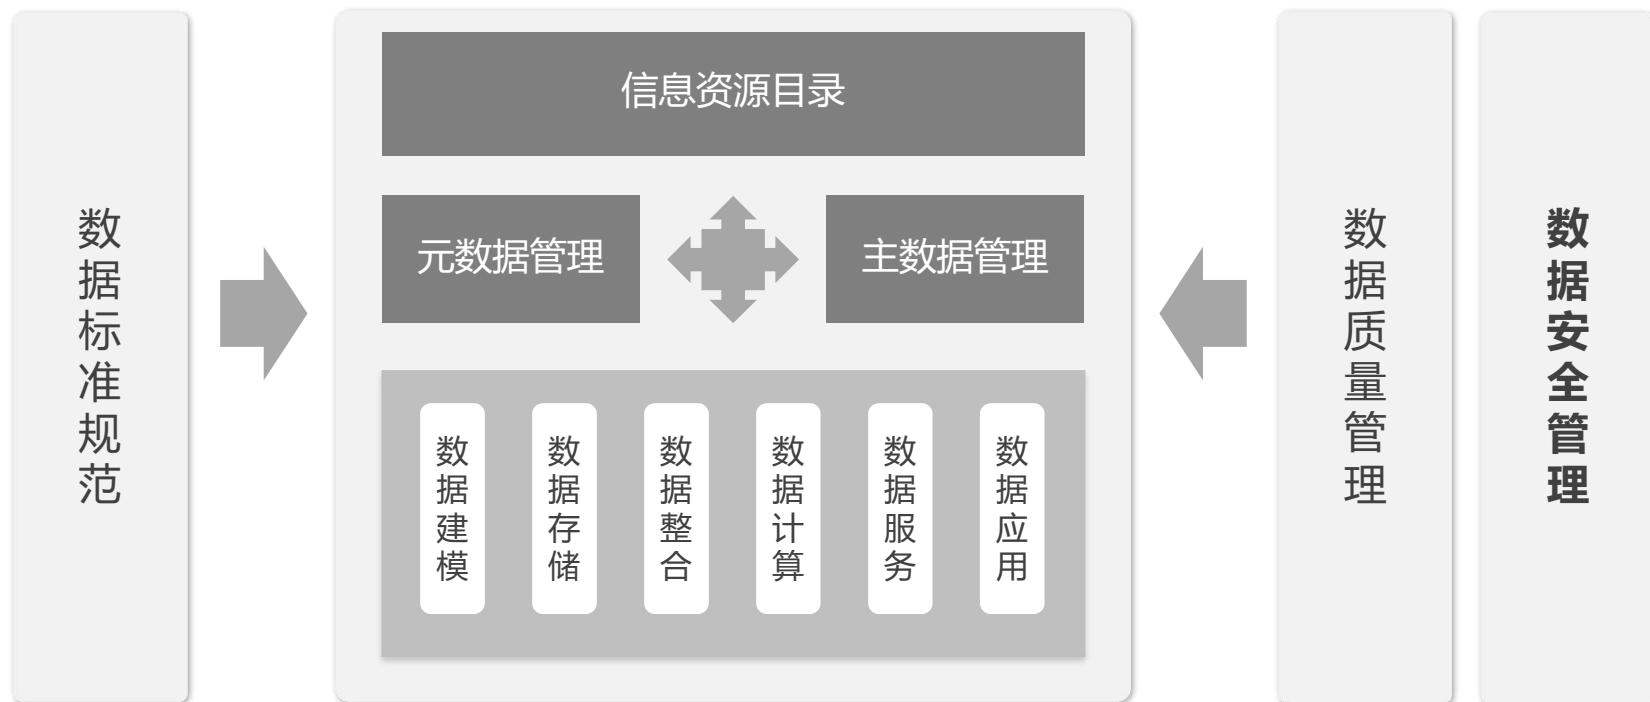 数据标准规范
信息资源目录
元数据管理
主数据管理
数据建模
数据存储
数据整合
数据计算
数据服务
数据应用
数据质量管理
数据安全管理